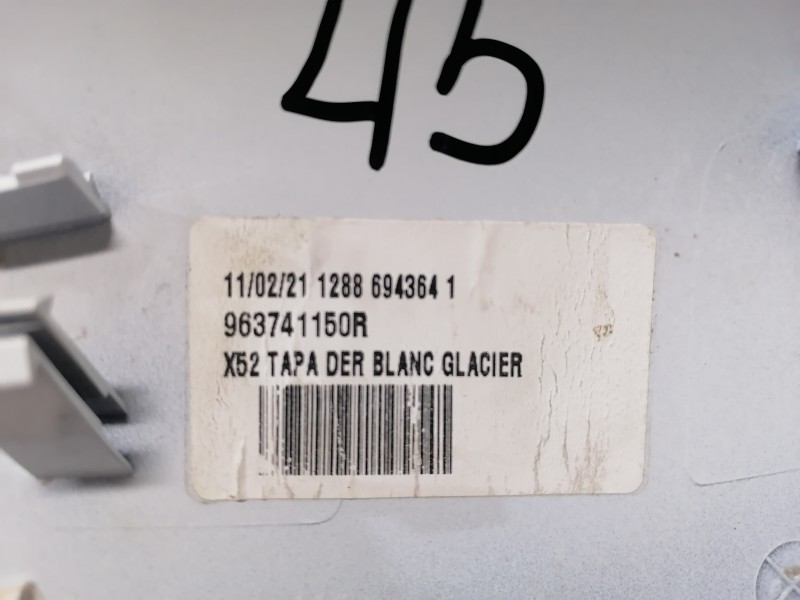 45
11/02/21 1288 694364 1
963741150R
X52 TAPA DER BLANC GLACIER